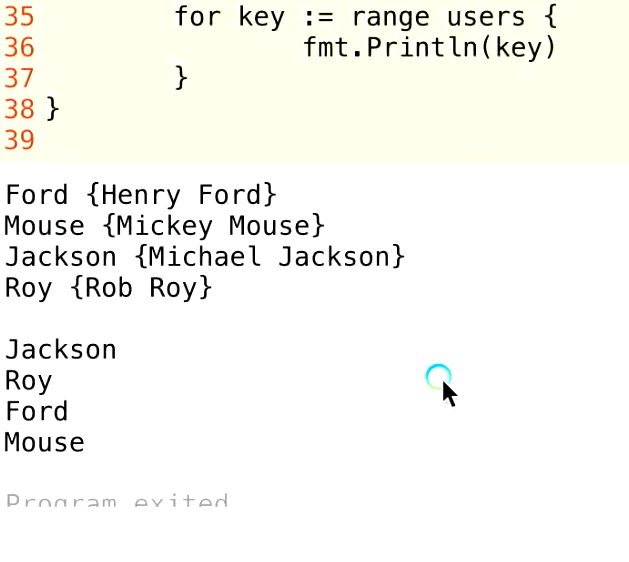 35 for key := range users {
36 fmt.Println(key)
37 }
38 }
39
Ford {Henry Ford}
Mouse {Mickey Mouse}
Jackson {Michael Jackson}
Roy {Rob Roy}
Jackson
Roy
Ford
Mouse
Program exited